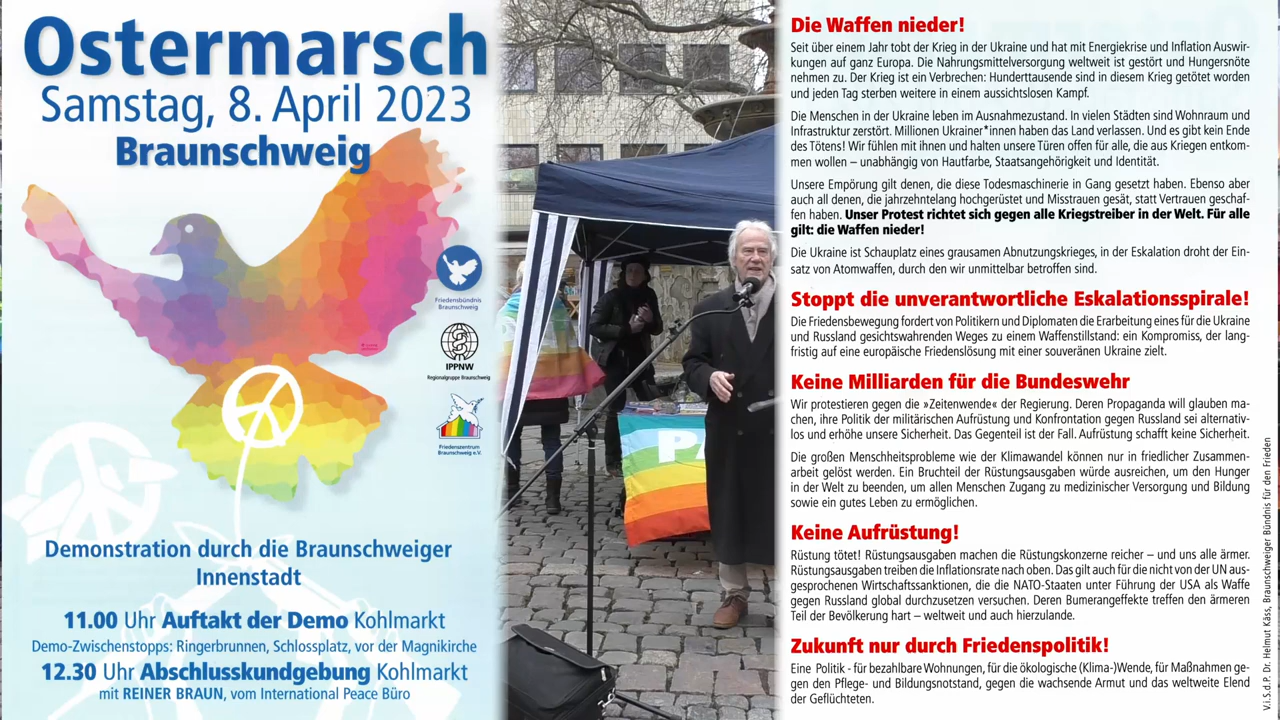 Ostermarsch
Samstag, 8. April 2023
Braunschweig
Friedensbündnis
Braunschweig
IPPNW
Regionalgruppe Braunschweig
Friedenszentrum
Braunschweig e.V.
Demonstration durch die Braunschweiger
Innenstadt
11.00 Uhr Auftakt der Demo Kohlmarkt
Demo-Zwischenstopps: Ringerbrunnen, Schlossplatz, vor der Magnikirche
12.30 Uhr Abschlusskundgebung Kohlmarkt
mit REINER BRAUN, vom International Peace Büro
PA
Die Waffen nieder!
Seit über einem Jahr tobt der Krieg in der Ukraine und hat mit Energiekrise und Inflation Auswir-
kungen auf ganz Europa. Die Nahrungsmittelversorgung weltweit ist gestört und Hungersnöte
nehmen zu. Der Krieg ist ein Verbrechen: Hunderttausende sind in diesem Krieg getötet worden
und jeden Tag sterben weitere in einem aussichtslosen Kampf.
Die Menschen in der Ukraine leben im Ausnahmezustand. In vielen Städten sind Wohnraum und
Infrastruktur zerstört. Millionen Ukrainer*innen haben das Land verlassen. Und es gibt kein Ende
des Tötens! Wir fühlen mit ihnen und halten unsere Türen offen für alle, die aus Kriegen entkom-
men wollen – unabhängig von Hautfarbe, Staatsangehörigkeit und Identität.
Unsere Empörung gilt denen, die diese Todesmaschinerie in Gang gesetzt haben. Ebenso aber
auch all denen, die jahrzehntelang hochgerüstet und Misstrauen gesät, statt Vertrauen geschaf-
fen haben. Unser Protest richtet sich gegen alle Kriegstreiber in der Welt. Für alle
gilt: die Waffen nieder!
Die Ukraine ist Schauplatz eines grausamen Abnutzungskrieges, in der Eskalation droht der Ein-
satz von Atomwaffen, durch den wir unmittelbar betroffen sind.
Stoppt die unverantwortliche Eskalationsspirale!
Die Friedensbewegung fordert von Politikern und Diplomaten die Erarbeitung eines für die Ukraine
und Russland gesichtswahrenden Weges zu einem Waffenstillstand: ein Kompromiss, der lang-
fristig auf eine europäische Friedenslösung mit einer souveränen Ukraine zielt.
Keine Milliarden für die Bundeswehr
Wir protestieren gegen die »Zeitenwende« der Regierung. Deren Propaganda will glauben ma-
chen, ihre Politik der militärischen Aufrüstung und Konfrontation gegen Russland sei alternativ-
los und erhöhe unsere Sicherheit. Das Gegenteil ist der Fall. Aufrüstung schafft keine Sicherheit.
Die großen Menschheitsprobleme wie der Klimawandel können nur in friedlicher Zusammen-
arbeit gelöst werden. Ein Bruchteil der Rüstungsausgaben würde ausreichen, um den Hunger
in der Welt zu beenden, um allen Menschen Zugang zu medizinischer Versorgung und Bildung
sowie ein gutes Leben zu ermöglichen.
Keine Aufrüstung!
Rüstung tötet! Rüstungsausgaben machen die Rüstungskonzerne reicher – und uns alle ärmer.
Rüstungsausgaben treiben die Inflationsrate nach oben. Das gilt auch für die nicht von der UN aus-
gesprochenen Wirtschaftssanktionen, die die NATO-Staaten unter Führung der USA als Waffe
gegen Russland global durchzusetzen versuchen. Deren Bumerangeffekte treffen den ärmeren
Teil der Bevölkerung hart – weltweit und auch hierzulande.
Zukunft nur durch Friedenspolitik!
Eine Politik - für bezahlbare Wohnungen, für die ökologische (Klima-)Wende, für Maßnahmen ge-
gen den Pflege- und Bildungsnotstand, gegen die wachsende Armut und das weltweite Elend
der Geflüchteten.
V.i.S.d.P. Dr. Helmut Käss, Braunschweiger Bündnis für den Frieden